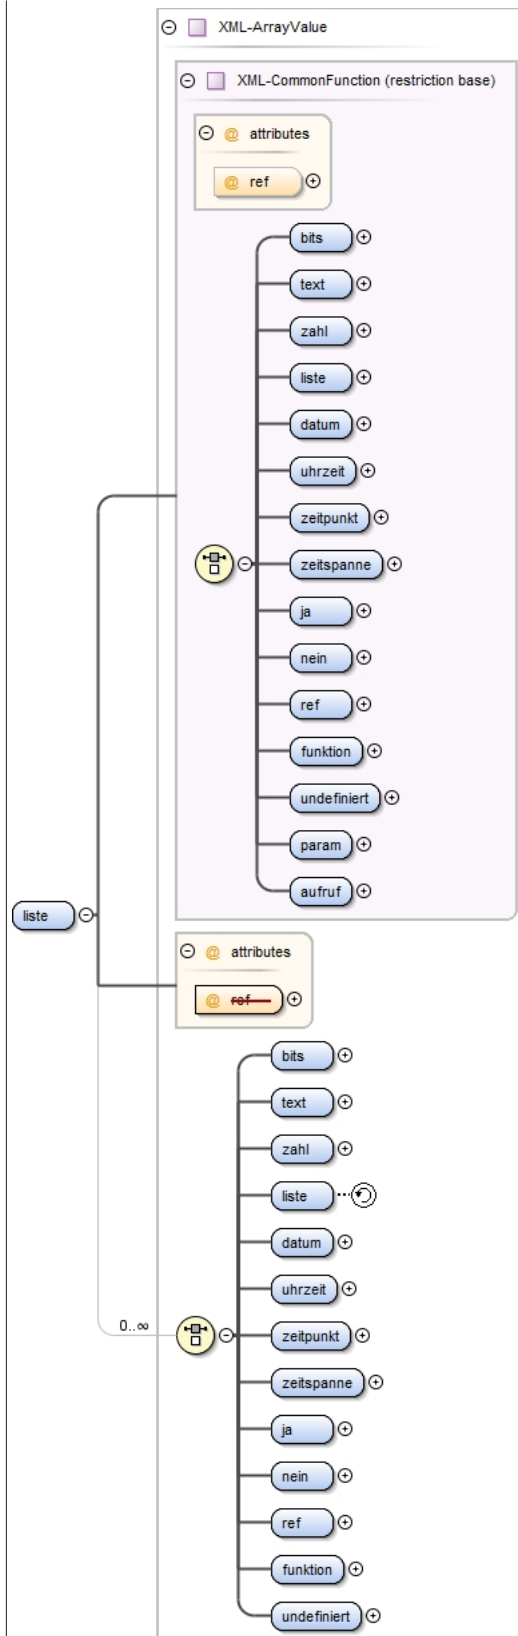 XML-ArrayValue
XML-CommonFunction (restriction base)
@ attributes
@ ref
bits
text
zahl
liste
datum
uhrzeit
zeitpunkt
zeitspanne
ja
nein
ref
funktion
undefiniert
param
aufruf
liste
@ attributes
@ ref
bits
text
zahl
liste
datum
uhrzeit
0..∞
zeitpunkt
zeitspanne
ja
nein
ref
funktion
undefiniert